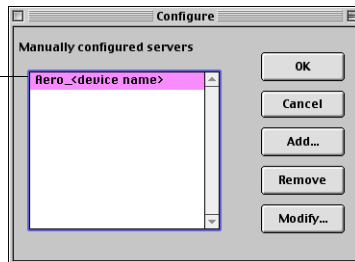 Configure
Manually configured servers
Aero_<device name>
OK
Cancel
Add...
Remove
Modify...